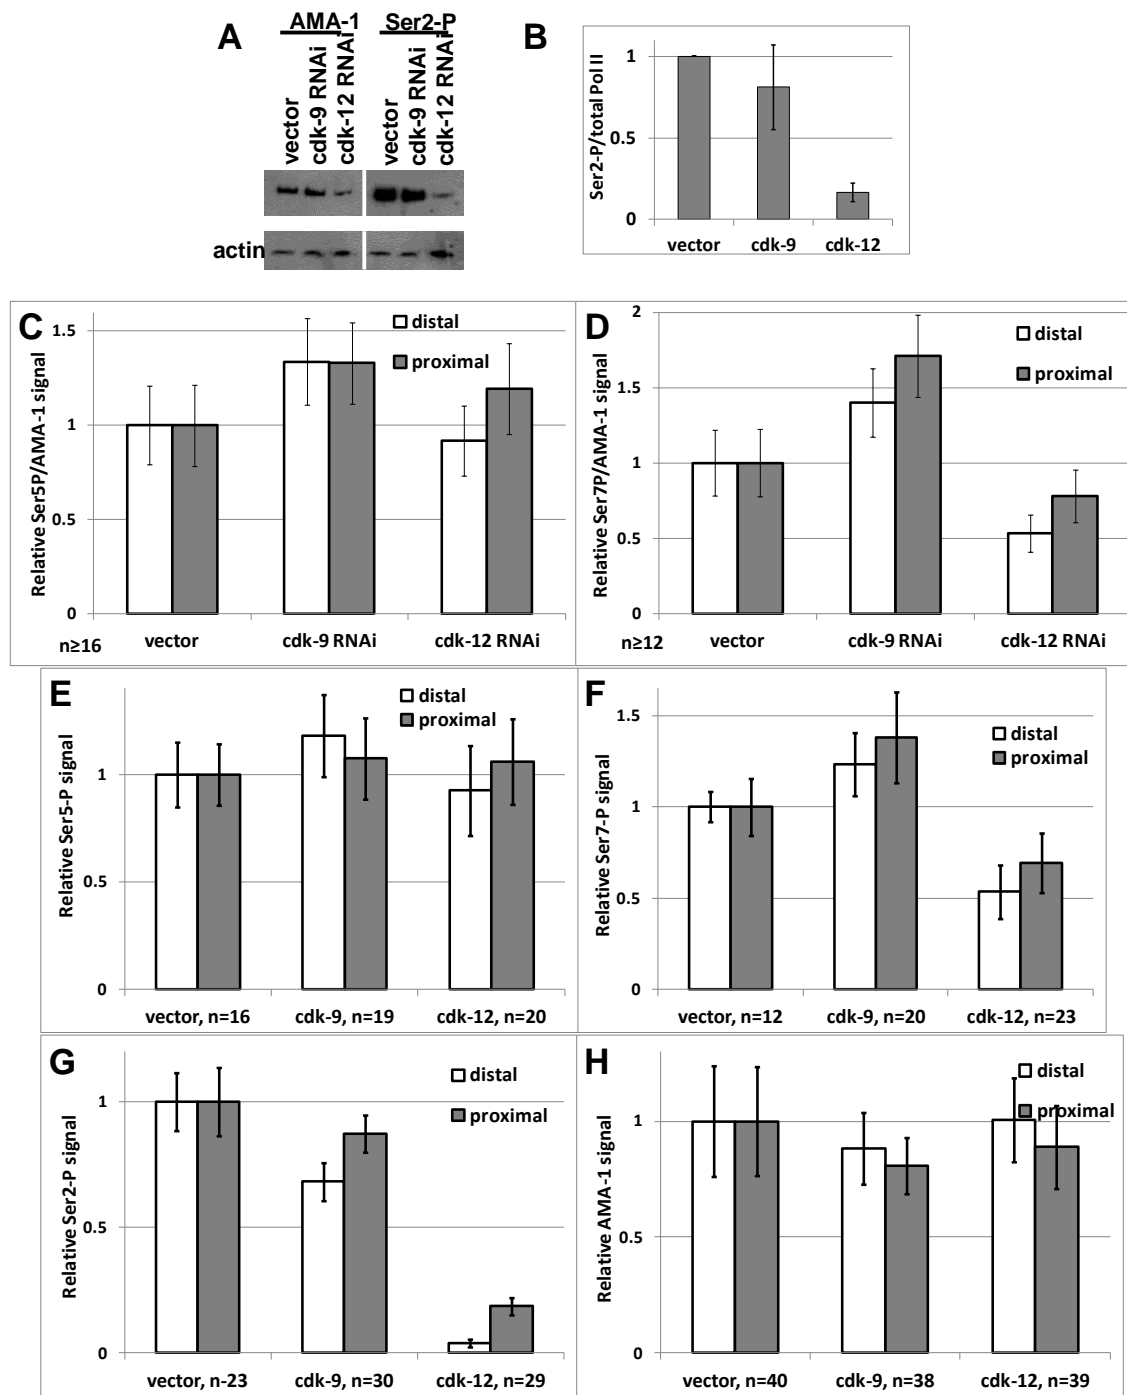 A
AMA-1 Ser2-P
vector
cdk-9 RNAi
cdk-12 RNAi
vector
cdk-9 RNAi
cdk-12 RNAi
actin
B
Ser2-P/total Pol II
1
0.5
0
vector cdk-9 cdk-12
C
Relative Ser5P/AMA-1 signal
1.5
1
0.5
0
distal
proximal
n≥16 vector cdk-9 RNAi cdk-12 RNAi
D
Relative Ser7P/AMA-1 signal
2
1.5
1
0.5
0
distal
proximal
n≥12 vector cdk-9 RNAi cdk-12 RNAi
E
Relative Ser5-P signal
1
0.5
0
distal
proximal
vector, n=16 cdk-9, n=19 cdk-12, n=20
F
Relative Ser7-P signal
1.5
1
0.5
0
distal
proximal
vector, n=12 cdk-9, n=20 cdk-12, n=23
G
Relative Ser2-P signal
1
0.5
0
distal
proximal
vector, n-23 cdk-9, n=30 cdk-12, n=29
H
Relative AMA-1 signal
1
0.5
0
distal
proximal
vector, n=40 cdk-9, n=38 cdk-12, n=39